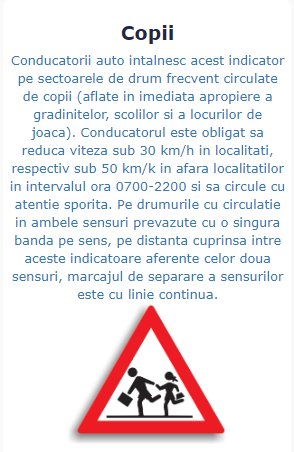 Copii
Conducatorii auto intalnesc acest indicator
pe sectoarele de drum frecvent circulate
de copii (aflate in imediata apropiere a
gradinitelor, scolilor si a locurilor de
joaca). Conducatorul este obligat sa
reduca viteza sub 30 km/h in localitati,
respectiv sub 50 km/k in afara localitatilor
in intervalul ora 0700-2200 si sa circule cu
atentie sporita. Pe drumurile cu circulatie
in ambele sensuri prevazute cu o singura
banda pe sens, pe distanta cuprinsa intre
aceste indicatoare aferente celor doua
sensuri, marcajul de separare a sensurilor
este cu linie continua.